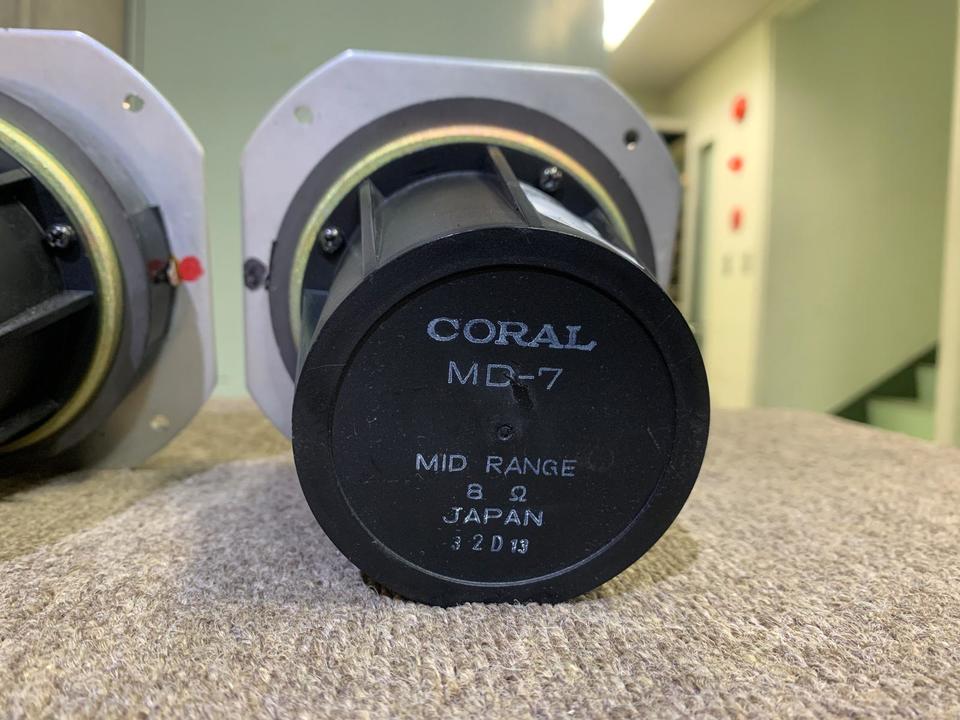 CORAL
MD-7
MID RANGE
8 Ω
JAPAN
32D13